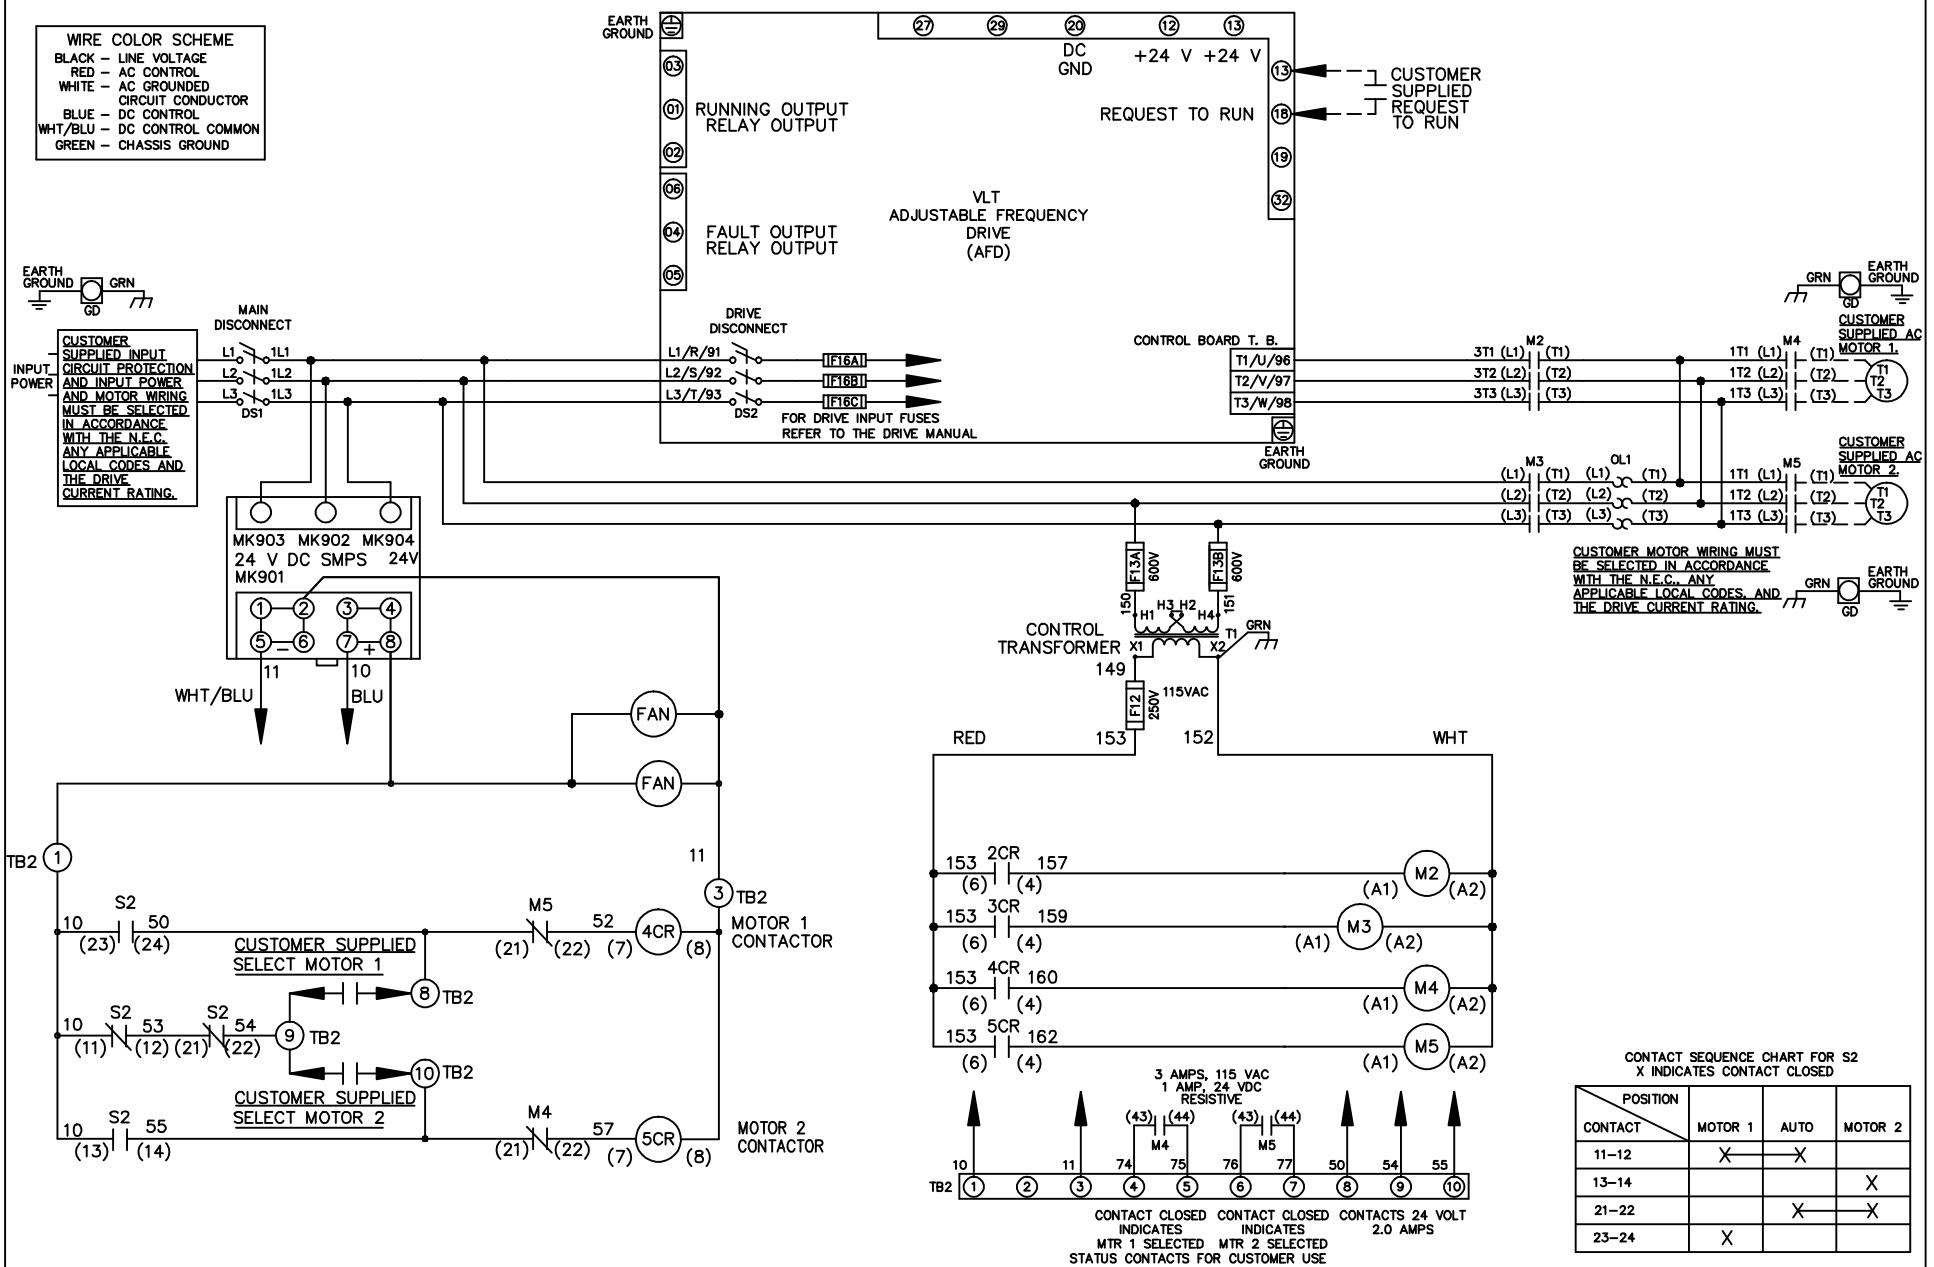 WIRE COLOR SCHEME
BLACK – LINE VOLTAGE
RED – AC CONTROL
WHITE – AC GROUNDED
CIRCUIT CONDUCTOR
BLUE – DC CONTROL
WHT/BLU – DC CONTROL COMMON
GREEN – CHASSIS GROUND
EARTH
GROUND
03
01
02
RUNNING OUTPUT
RELAY OUTPUT
06
04
05
FAULT OUTPUT
RELAY OUTPUT
27 29 20 12 13
DC
GND
+24 V +24 V
13
18
19
32
REQUEST TO RUN
CUSTOMER
SUPPLIED
REQUEST
TO RUN
VLT
ADJUSTABLE FREQUENCY
DRIVE
(AFD)
EARTH
GROUND
GRN
GD
INPUT
POWER
CUSTOMER
SUPPLIED INPUT
CIRCUIT PROTECTION
AND INPUT POWER
AND MOTOR WIRING
MUST BE SELECTED
IN ACCORDANCE
WITH THE N.E.C.
ANY APPLICABLE
LOCAL CODES AND
THE DRIVE
CURRENT RATING.
MAIN
DISCONNECT
L1 1L1
L2 1L2
L3 1L3
DS1
DRIVE
DISCONNECT
L1/R/91
L2/S/92
L3/T/93
DS2
F16A
F16B
F16C
FOR DRIVE INPUT FUSES
REFER TO THE DRIVE MANUAL
CONTROL BOARD T. B.
T1/U/96
T2/V/97
T3/W/98
EARTH
GROUND
M2
3T1 (L1) (T1)
3T2 (L2) (T2)
3T3 (L3) (T3)
M3 OL1
(L1) (T1) (L1) (T1)
(L2) (T2) (L2) (T2)
(L3) (T3) (L3) (T3)
GRN
GD
EARTH
GROUND
CUSTOMER
SUPPLIED AC
MOTOR 1.
M4
1T1 (L1) (T1)
1T2 (L2) (T2)
1T3 (L3) (T3)
T1
T2
T3
CUSTOMER
SUPPLIED AC
MOTOR 2.
M5
1T1 (L1) (T1)
1T2 (L2) (T2)
1T3 (L3) (T3)
T1
T2
T3
CUSTOMER MOTOR WIRING MUST
BE SELECTED IN ACCORDANCE
WITH THE N.E.C., ANY
APPLICABLE LOCAL CODES, AND
THE DRIVE CURRENT RATING.
GRN
GD
EARTH
GROUND
MK903 MK902 MK904
24 V DC SMPS 24V
MK901
1 2 3 4
5 – 6 7 + 8
11 10
WHT/BLU BLU
FAN
FAN
F13A
600V
F13B
600V
150 151
H1 H3 H2 H4
CONTROL
TRANSFORMER
X1 X2 T1
GRN
149
F12
250V
115VAC
153 152
RED WHT
TB2 1
11
3 TB2
S2
10 50
(23) (24)
M5
52
(21) (22) (7) 4CR (8)
MOTOR 1
CONTACTOR
CUSTOMER SUPPLIED
SELECT MOTOR 1
8 TB2
S2 S2
10 53 54
(11) (12) (21) (22)
9 TB2
10 TB2
CUSTOMER SUPPLIED
SELECT MOTOR 2
S2
10 55
(13) (14)
M4
57
(21) (22) (7) 5CR (8)
MOTOR 2
CONTACTOR
153 2CR 157
(6) (4) (A1) M2 (A2)
153 3CR 159
(6) (4) (A1) M3 (A2)
153 4CR 160
(6) (4) (A1) M4 (A2)
153 5CR 162
(6) (4) (A1) M5 (A2)
3 AMPS, 115 VAC
1 AMP, 24 VDC
RESISTIVE
(43) (44) (43) (44)
M4 M5
10 11 74 75 76 77 50 54 55
TB2 1 2 3 4 5 6 7 8 9 10
CONTACT CLOSED
INDICATES
MTR 1 SELECTED
CONTACT CLOSED
INDICATES
MTR 2 SELECTED
STATUS CONTACTS FOR CUSTOMER USE
CONTACTS 24 VOLT
2.0 AMPS
CONTACT SEQUENCE CHART FOR S2
X INDICATES CONTACT CLOSED
POSITION
CONTACT MOTOR 1 AUTO MOTOR 2
11–12 X X
13–14 X
21–22 X X
23–24 X